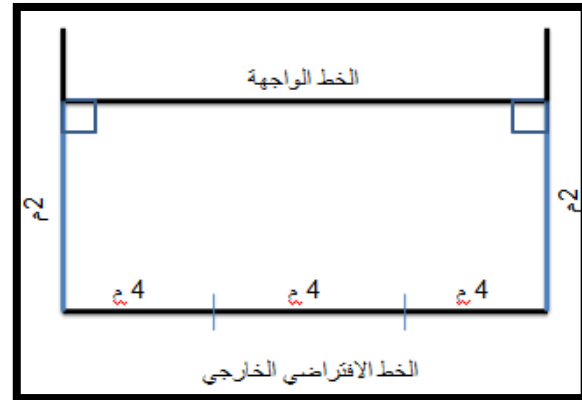 الخط الواجهة
2م
2م
4 م
4 م
4 م
الخط الافتراضي الخارجي